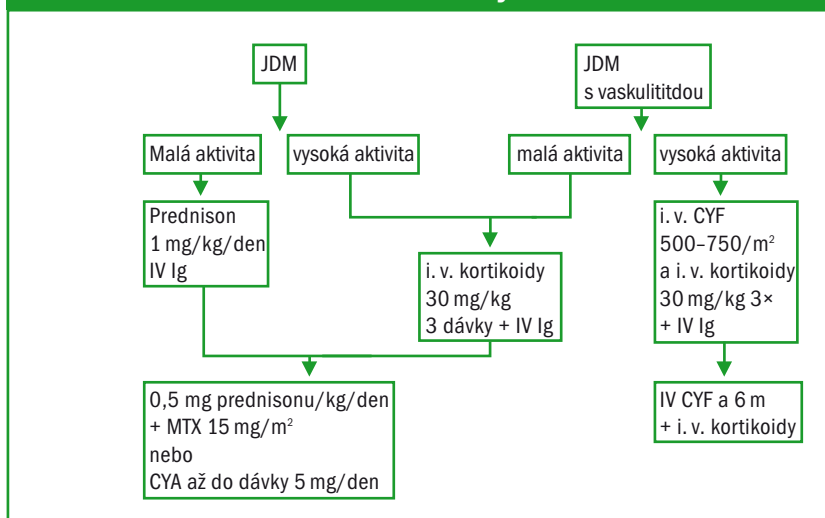 JDM
JDM
s vaskulititdou
Malá aktivita
vysoká aktivita
malá aktivita
vysoká aktivita
Prednison
1 mg/kg/den
IV Ig
i. v. kortikoidy
30 mg/kg
3 dávky + IV Ig
i. v. CYF
500–750/m²
a i. v. kortikoidy
30 mg/kg 3×
+ IV Ig
0,5 mg prednisonu/kg/den
+ MTX 15 mg/m²
nebo
CYA až do dávky 5 mg/den
IV CYF a 6 m
+ i. v. kortikoidy